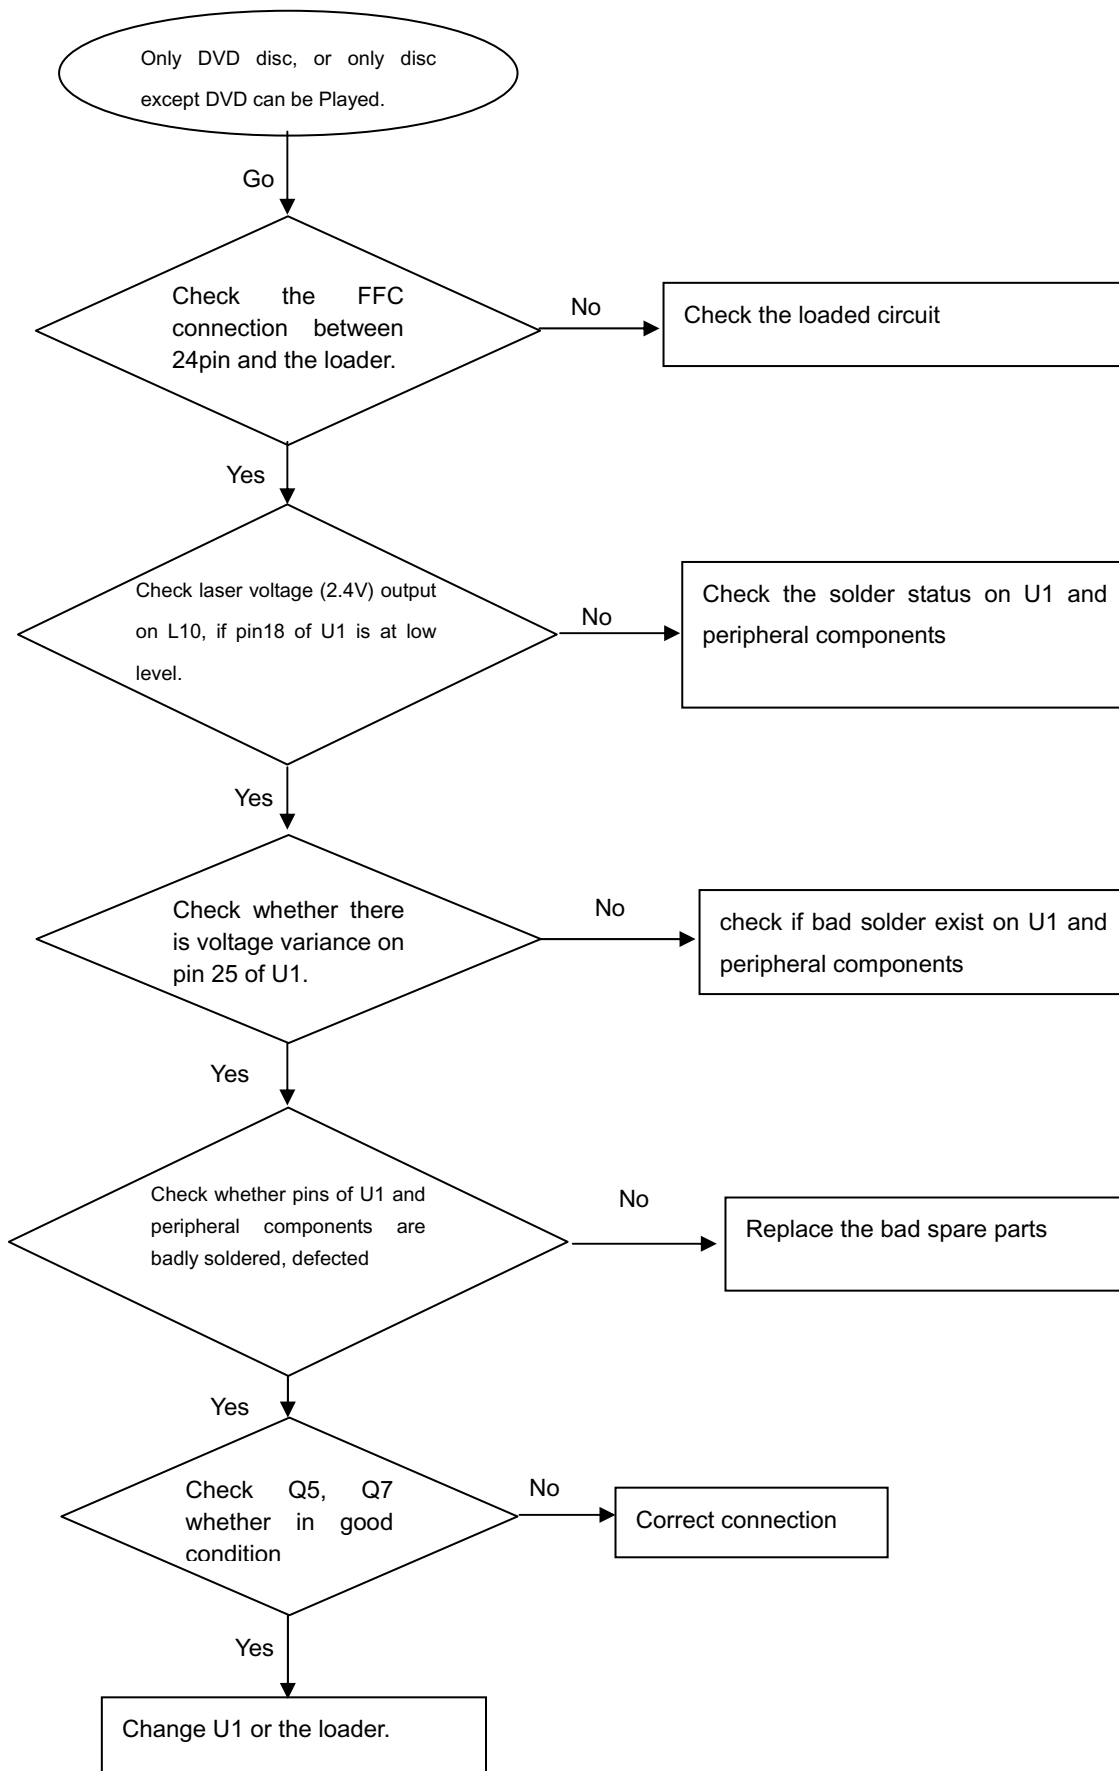 Only DVD disc, or only disc
except DVD can be Played.
Go
Check the FFC
connection between
24pin and the loader.
No
Check the loaded circuit
Yes
Check laser voltage (2.4V) output
on L10, if pin18 of U1 is at low
level.
No
Check the solder status on U1 and
peripheral components
Yes
Check whether there
is voltage variance on
pin 25 of U1.
No
check if bad solder exist on U1 and
peripheral components
Yes
Check whether pins of U1 and
peripheral components are
badly soldered, defected
No
Replace the bad spare parts
Yes
Check Q5, Q7
whether in good
condition
No
Correct connection
Yes
Change U1 or the loader.